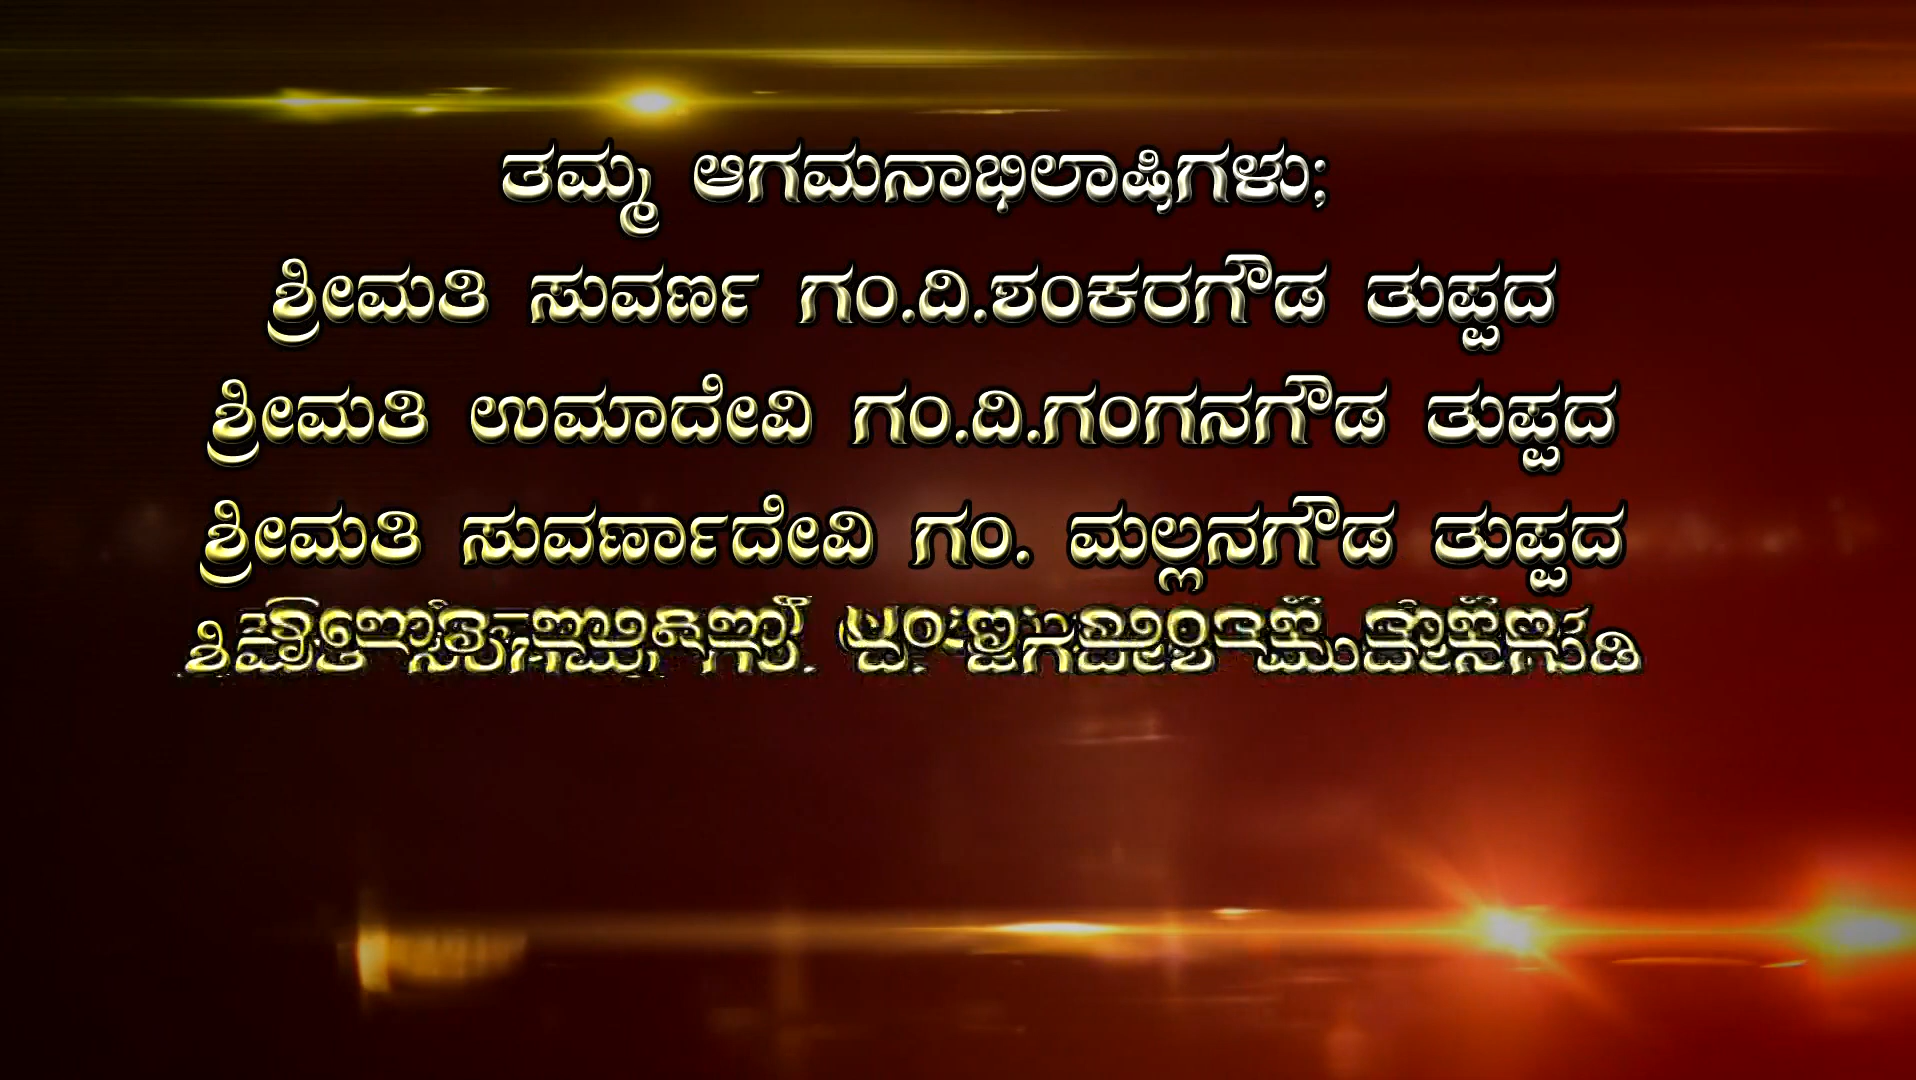 ತಮ್ಮ ಆಗಮನಾಭಿಲಾಷಿಗಳು;
ಶ್ರೀಮತಿ ಸುವರ್ಣ ಗಂ.ದಿ.ಶಂಕರಗೌಡ ತುಪ್ಪದ
ಶ್ರೀಮತಿ ಉಮಾದೇವಿ ಗಂ.ದಿ.ಗಂಗನಗೌಡ ತುಪ್ಪದ
ಶ್ರೀಮತಿ ಸುವರ್ಣಾದೇವಿ ಗಂ. ಮಲ್ಲನಗೌಡ ತುಪ್ಪದ